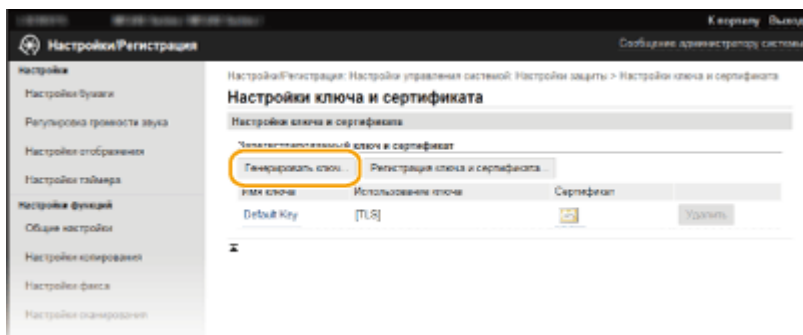 К порталу Выход
Настройки/Регистрация
Сообщение администратору системы
Настройки
Настройки бумаги
Регулировка громкости звука
Настройки отображения
Настройки таймера
Настройки функций
Общие настройки
Настройки копирования
Настройки факса
Настройки сканирования
Настройки/Регистрация: Настройки управления системой: Настройки защиты > Настройки ключа и сертификата
Настройки ключа и сертификата
Настройки ключа и сертификата
Зарегистрированный ключ и сертификат
Генерировать ключ... Регистрация ключа и сертификата...
Имя ключа Использование ключа Сертификат
Default Key [TLS] Удалить